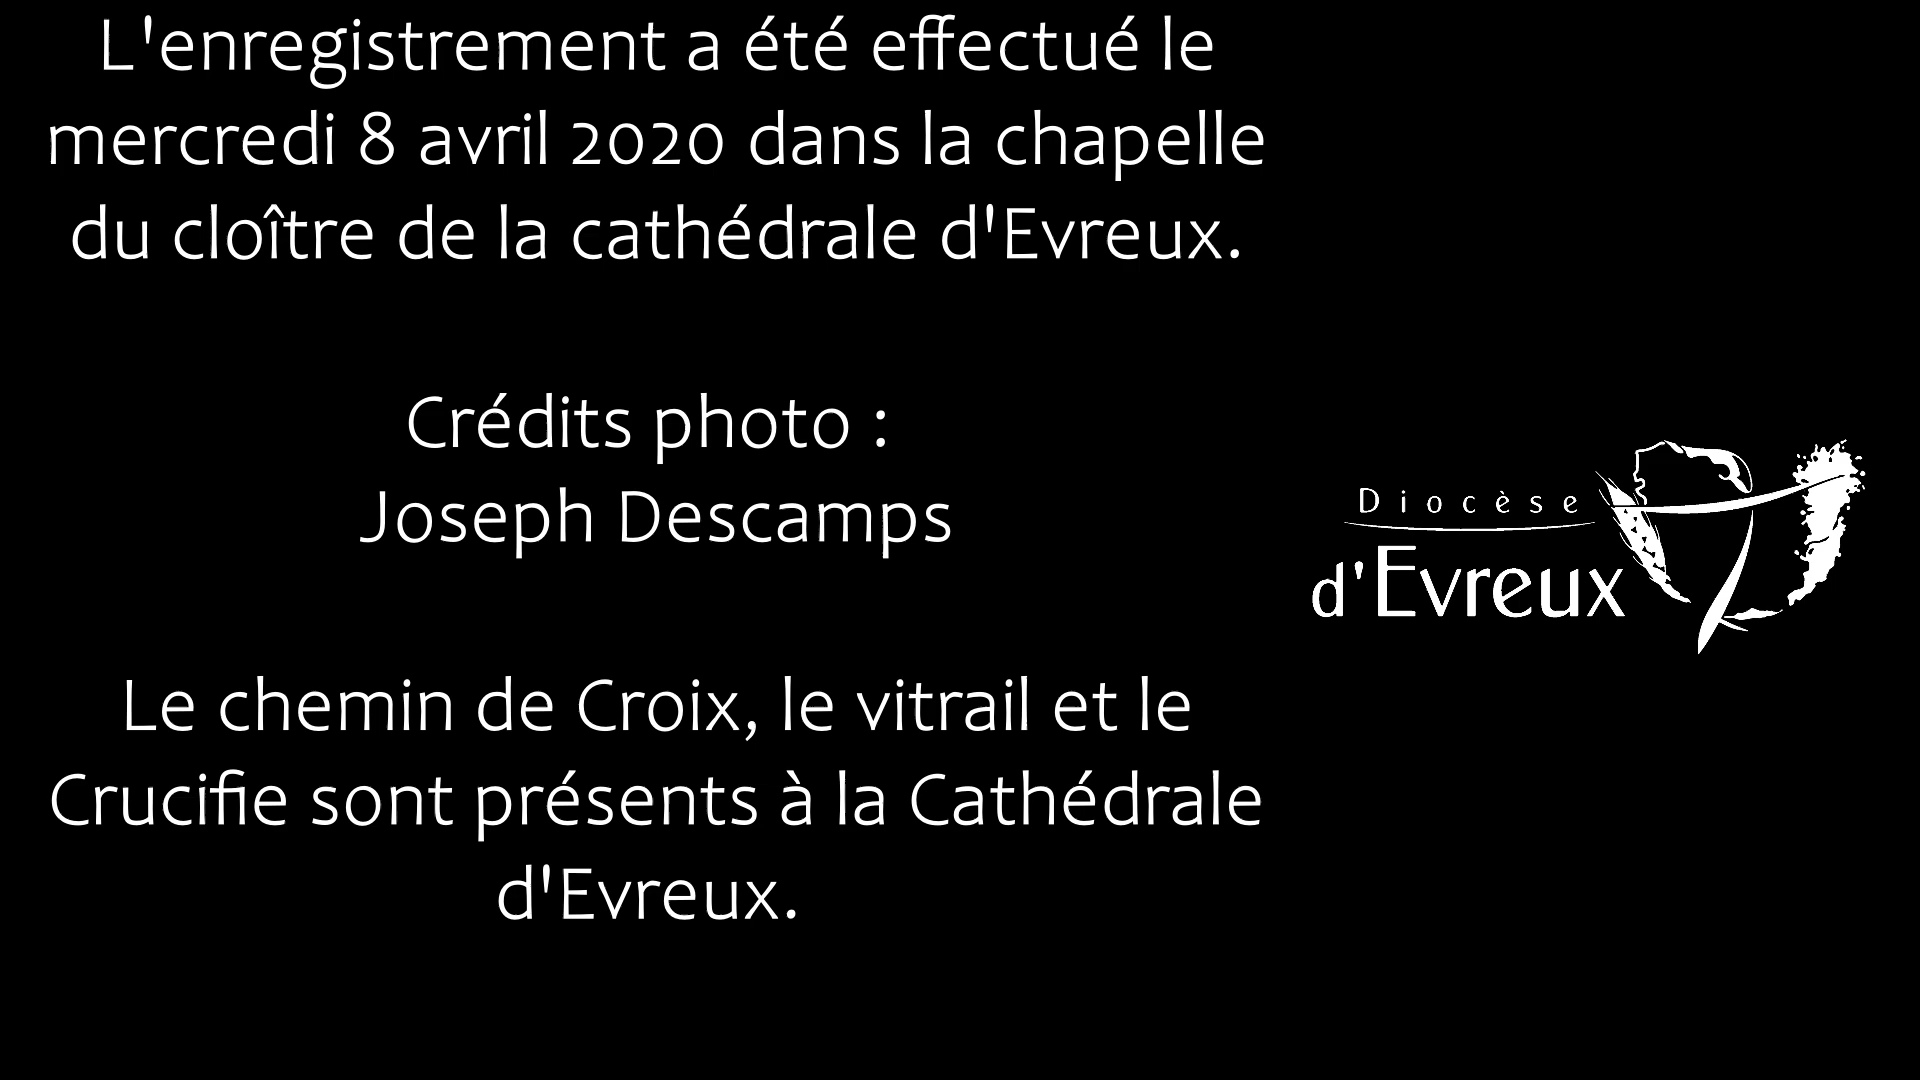 L'enregistrement a été effectué le
mercredi 8 avril 2020 dans la chapelle
du cloître de la cathédrale d'Evreux.
Crédits photo :
Joseph Descamps
Le chemin de Croix, le vitrail et le
Crucifie sont présents à la Cathédrale
d'Evreux.
Diocèse
d'Evreux